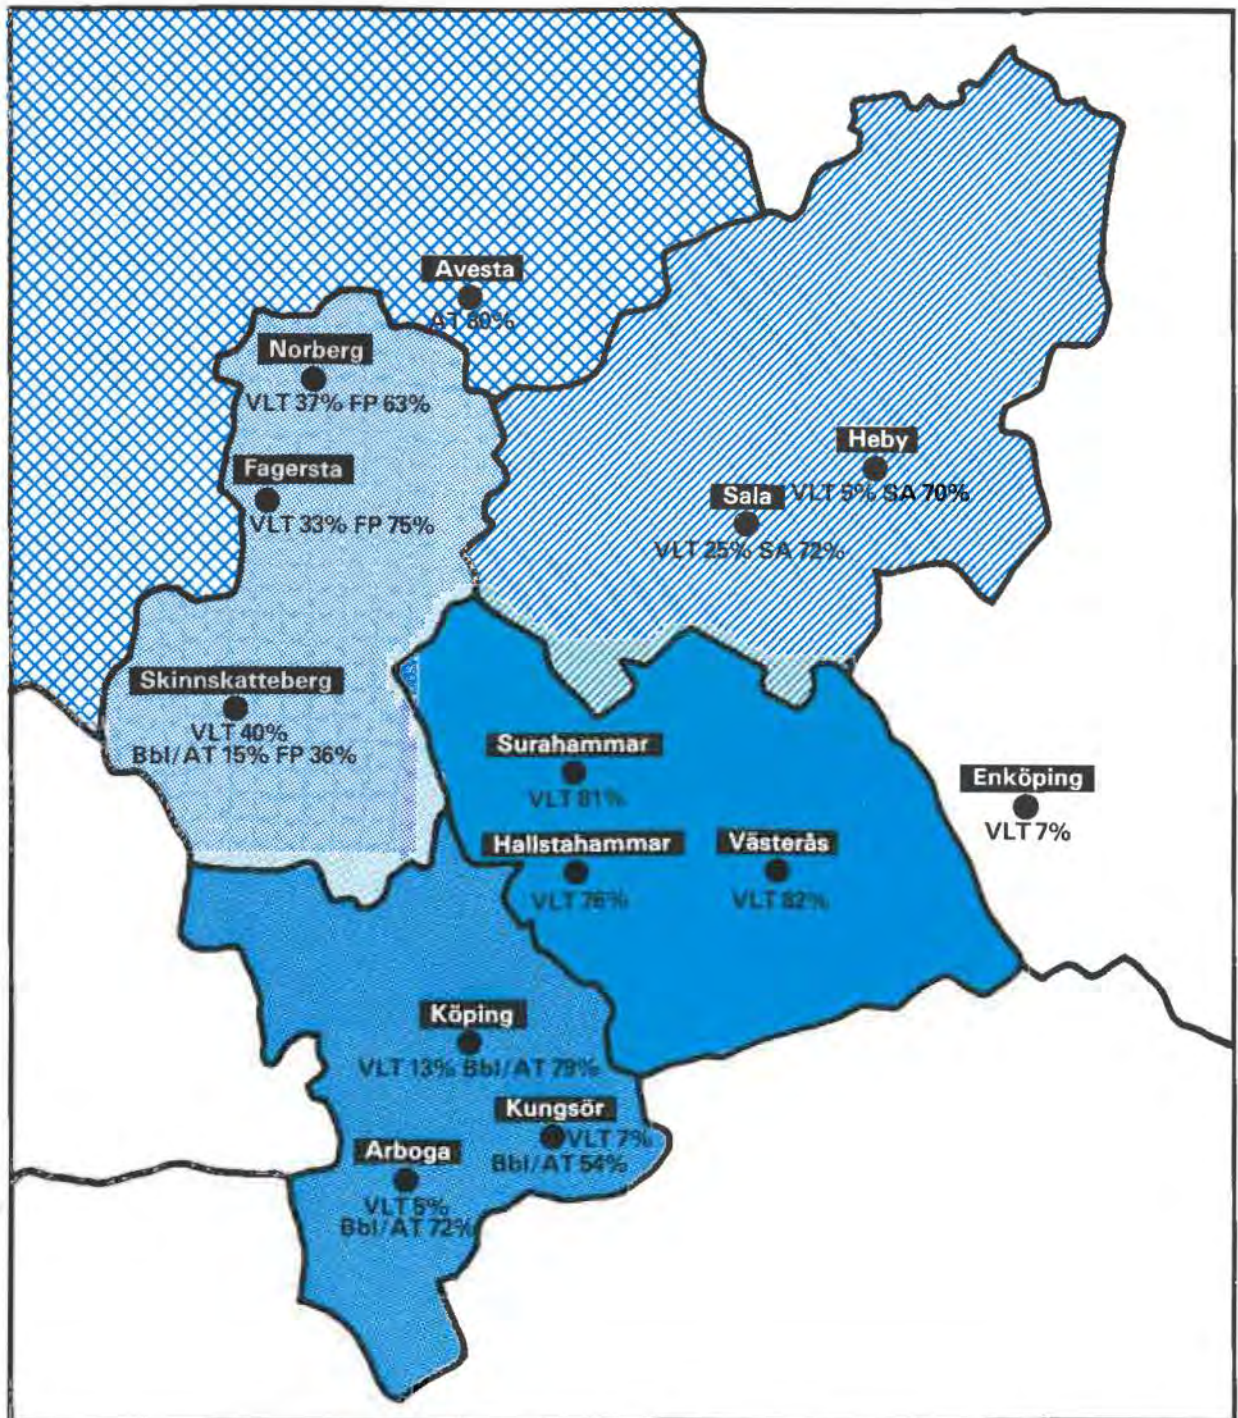 Avesta
AT 80%
Norberg
VLT 37% FP 63%
Fagersta
VLT 33% FP 75%
Heby
VLT 5% SA 70%
Sala
VLT 25% SA 72%
Skinnskatteberg
VLT 40%
Bbl/AT 15% FP 36%
Surahammar
VLT 81%
Enköping
VLT 7%
Hallstahammar
VLT 76%
Västerås
VLT 82%
Köping
VLT 13% Bbl/AT 79%
Kungsör
VLT 7%
Bbl/AT 54%
Arboga
VLT 5%
Bbl/AT 72%